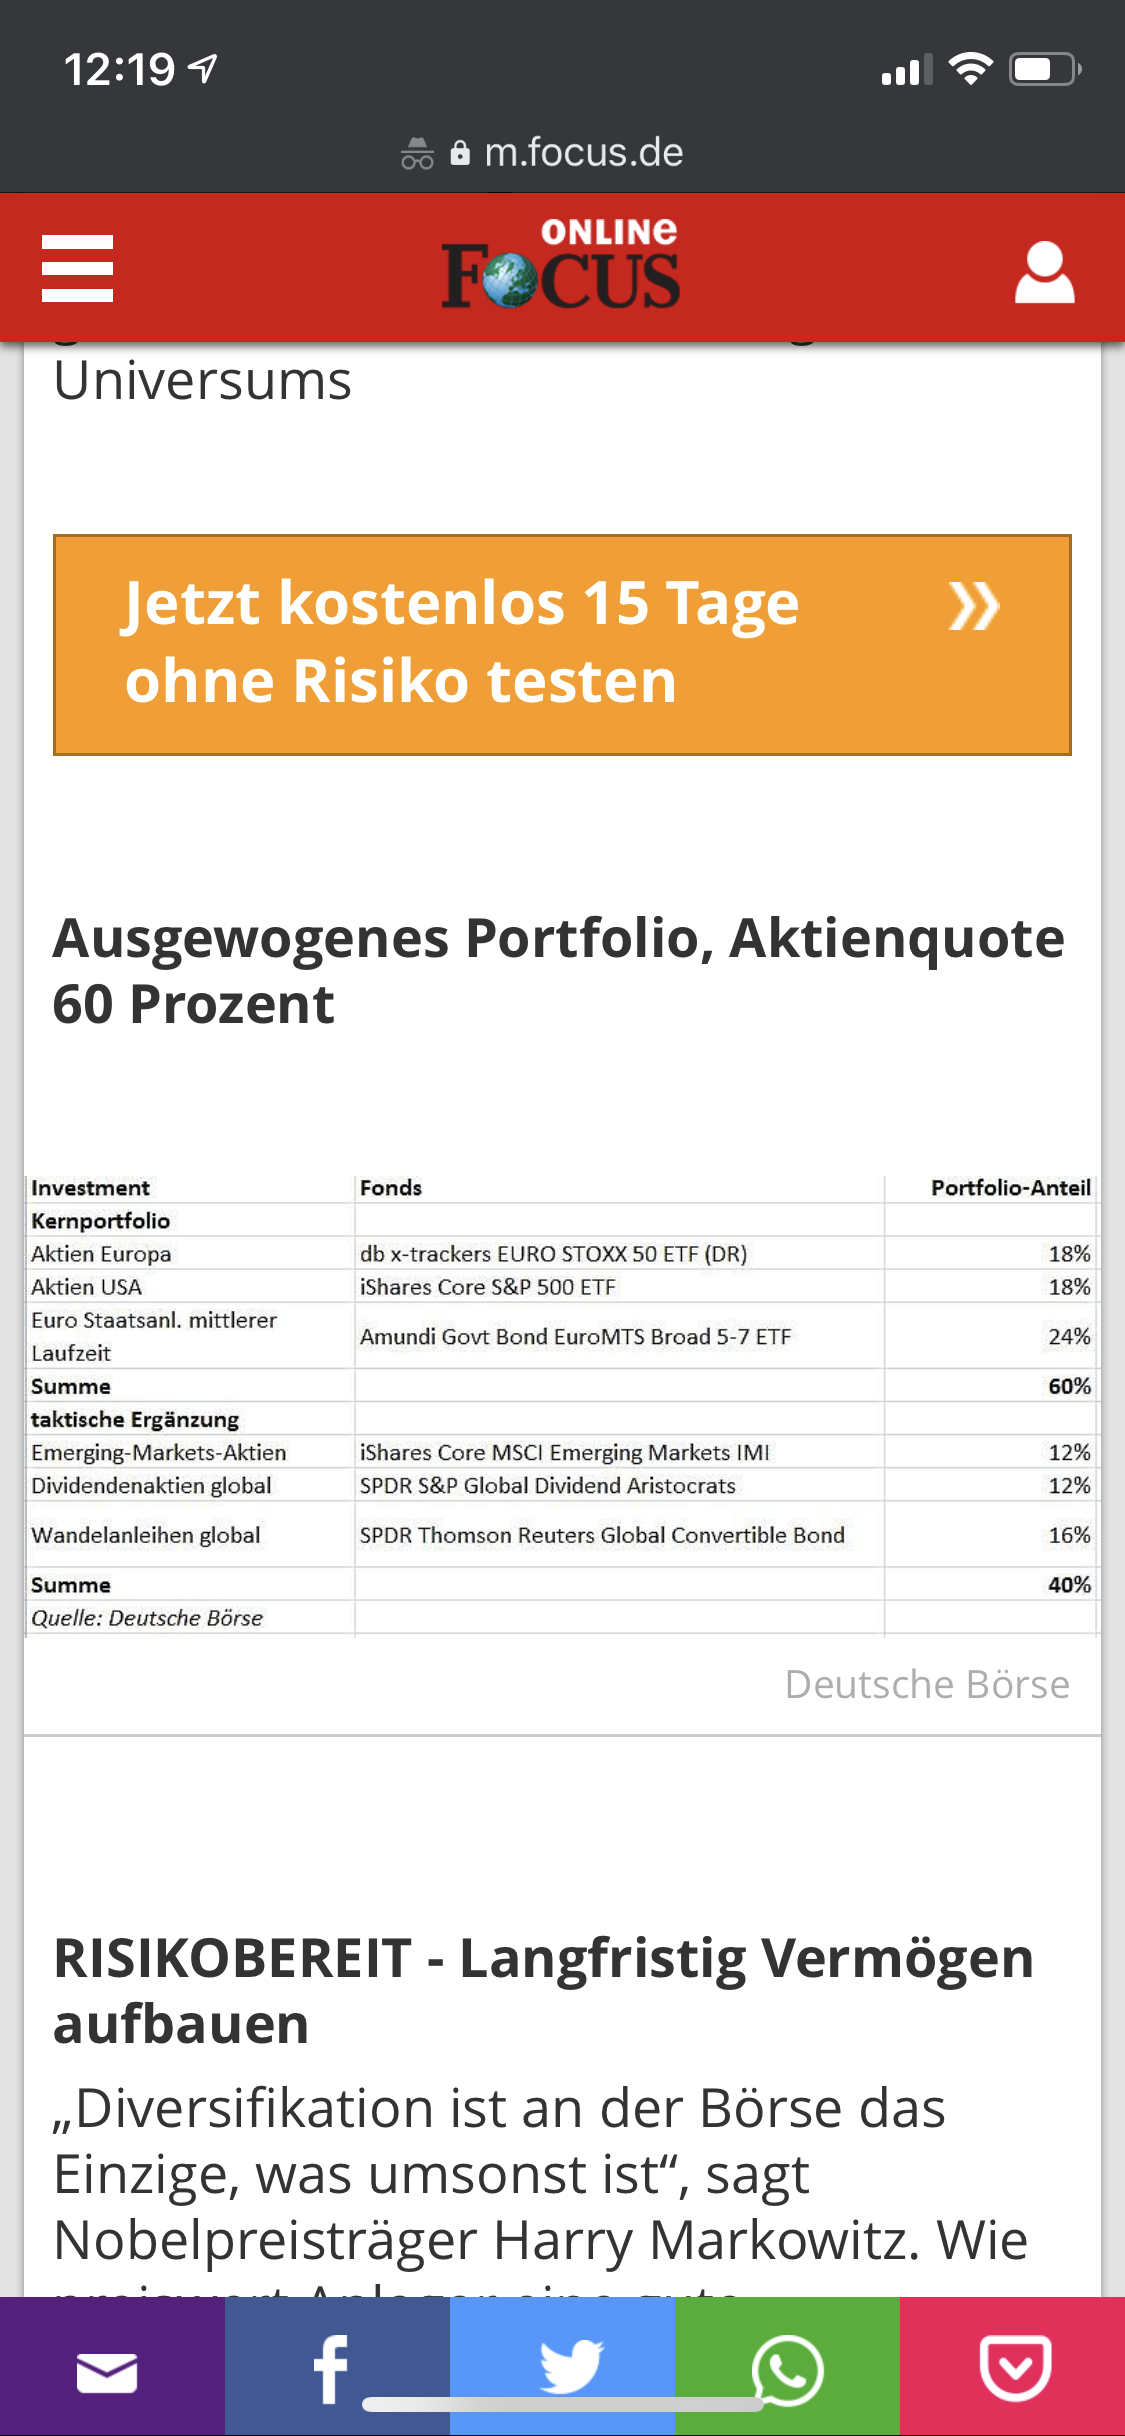 12:19
m.focus.de
ONLINe
FOCUS
Universums
Jetzt kostenlos 15 Tage
ohne Risiko testen
Ausgewogenes Portfolio, Aktienquote
60 Prozent
Investment Fonds Portfolio-Anteil
Kernportfolio
Aktien Europa db x-trackers EURO STOXX 50 ETF (DR) 18%
Aktien USA iShares Core S&P 500 ETF 18%
Euro Staatsanl. mittlerer
Laufzeit Amundi Govt Bond EuroMTS Broad 5-7 ETF 24%
Summe 60%
taktische Ergänzung
Emerging-Markets-Aktien iShares Core MSCI Emerging Markets IMI 12%
Dividendenaktien global SPDR S&P Global Dividend Aristocrats 12%
Wandelanleihen global SPDR Thomson Reuters Global Convertible Bond 16%
Summe 40%
Quelle: Deutsche Börse
Deutsche Börse
RISIKOBEREIT - Langfristig Vermögen
aufbauen
„Diversifikation ist an der Börse das
Einzige, was umsonst ist“, sagt
Nobelpreisträger Harry Markowitz. Wie
preiswert Anleger eine gute